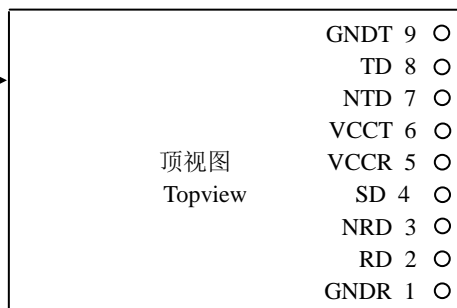 GNDT 9
TD 8
NTD 7
VCCT 6
顶视图 VCCR 5
Topview SD 4
NRD 3
RD 2
GNDR 1